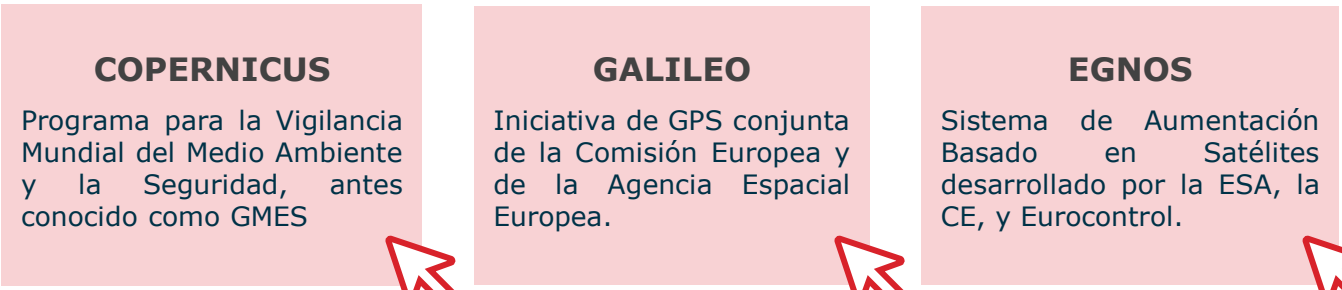 COPERNICUS
Programa para la Vigilancia
Mundial del Medio Ambiente
y la Seguridad, antes
conocido como GMES
GALILEO
Iniciativa de GPS conjunta
de la Comisión Europea y
de la Agencia Espacial
Europea.
EGNOS
Sistema de Aumentación
Basado en Satélites
desarrollado por la ESA, la
CE, y Eurocontrol.